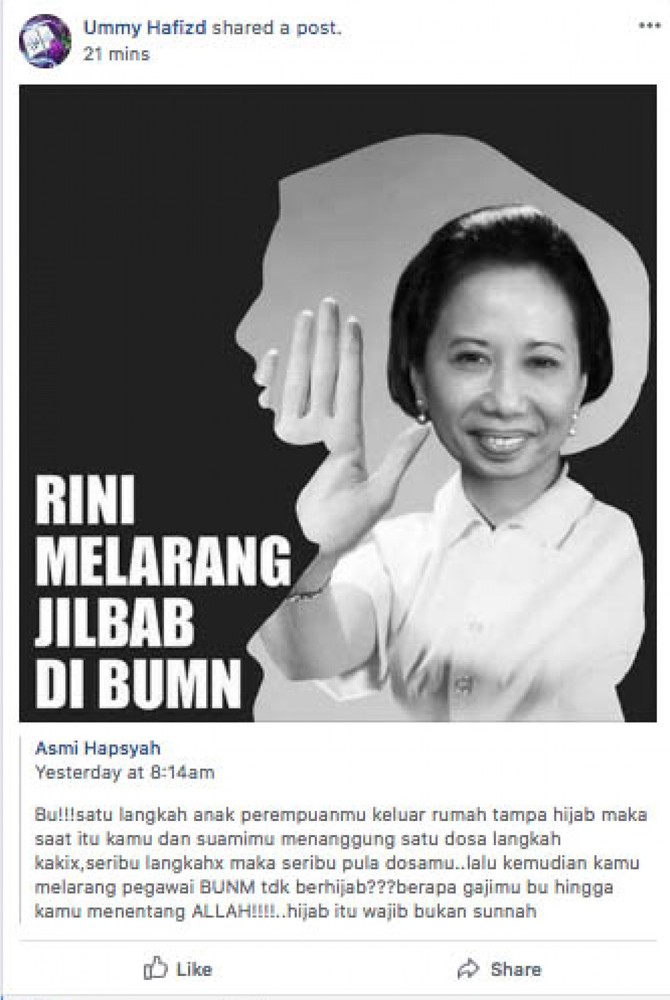 Ummy Hafizd shared a post.
21 mins
RINI
MELARANG
JILBAB
DI BUMN
Asmi Hapsyah
Yesterday at 8:14am
Bu!!!satu langkah anak perempuanmu keluar rumah tampa hijab maka
saat itu kamu dan suamimu menanggung satu dosa langkah
kakix,seribu langkahx maka seribu pula dosamu..lalu kemudian kamu
melarang pegawai BUNM tdk berhijab???berapa gajimu bu hingga
kamu menentang ALLAH!!!!..hijab itu wajib bukan sunnah
Like
Share